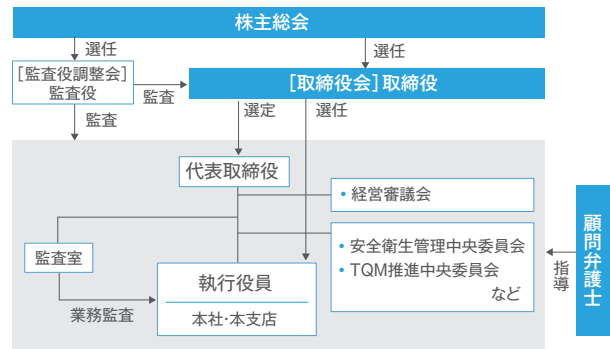 株主総会
選任
選任
［監査役調整会］
監査役
監査
［取締役会］取締役
監査
選定
選任
代表取締役
• 経営審議会
監査室
• 安全衛生管理中央委員会
• TQM推進中央委員会
など
執行役員
本社・本支店
業務監査
指導
顧問弁護士